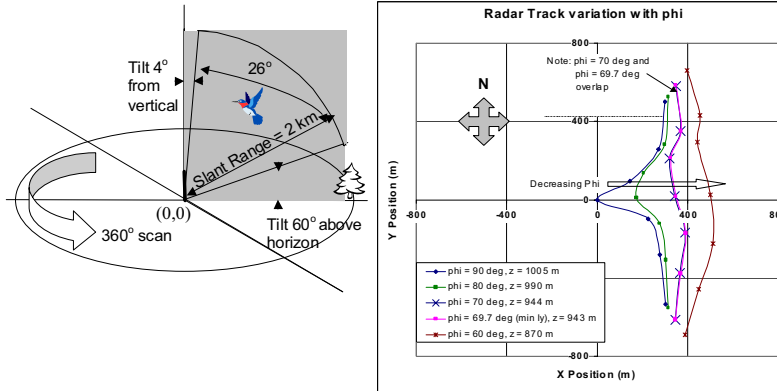 Tilt 4°
from
vertical
26°
Slant Range = 2 km
(0,0)
360° scan
Tilt 60° above
horizon
Radar Track variation with phi
800
Note: phi = 70 deg and
phi = 69.7 deg
overlap
N
400
Decreasing Phi
Y Position (m)
0
-800
-400
0
400
800
phi = 90 deg, z = 1005 m
phi = 80 deg, z = 990 m
phi = 70 deg, z = 944 m
phi = 69.7 deg (min ly), z = 943 m
phi = 60 deg, z = 870 m
-800
X Position (m)